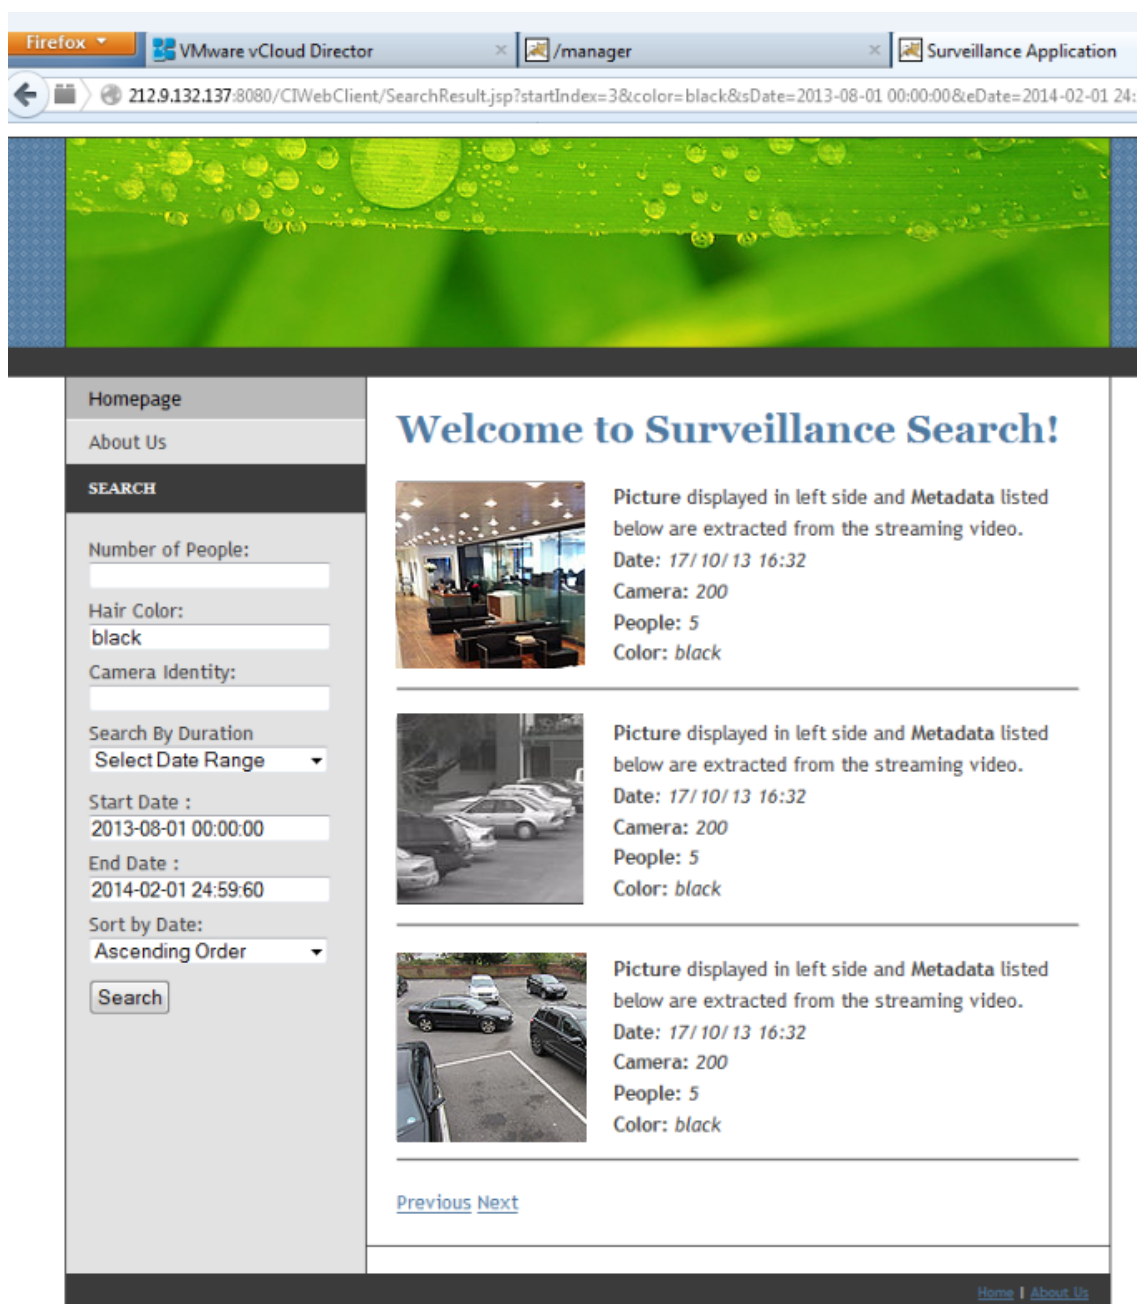 Firefox
VMware vCloud Director
/manager
Surveillance Application
212.9.132.137:8080/CIWebClient/SearchResult.jsp?startIndex=3&color=black&sDate=2013-08-01 00:00:00&eDate=2014-02-01 24:
Homepage
About Us
SEARCH
Number of People:
Hair Color:
black
Camera Identity:
Search By Duration
Select Date Range
Start Date :
2013-08-01 00:00:00
End Date :
2014-02-01 24:59:60
Sort by Date:
Ascending Order
Search
Welcome to Surveillance Search!
Picture displayed in left side and Metadata listed
below are extracted from the streaming video.
Date: 17/10/13 16:32
Camera: 200
People: 5
Color: black
Picture displayed in left side and Metadata listed
below are extracted from the streaming video.
Date: 17/10/13 16:32
Camera: 200
People: 5
Color: black
Picture displayed in left side and Metadata listed
below are extracted from the streaming video.
Date: 17/10/13 16:32
Camera: 200
People: 5
Color: black
Previous Next
Home | About Us